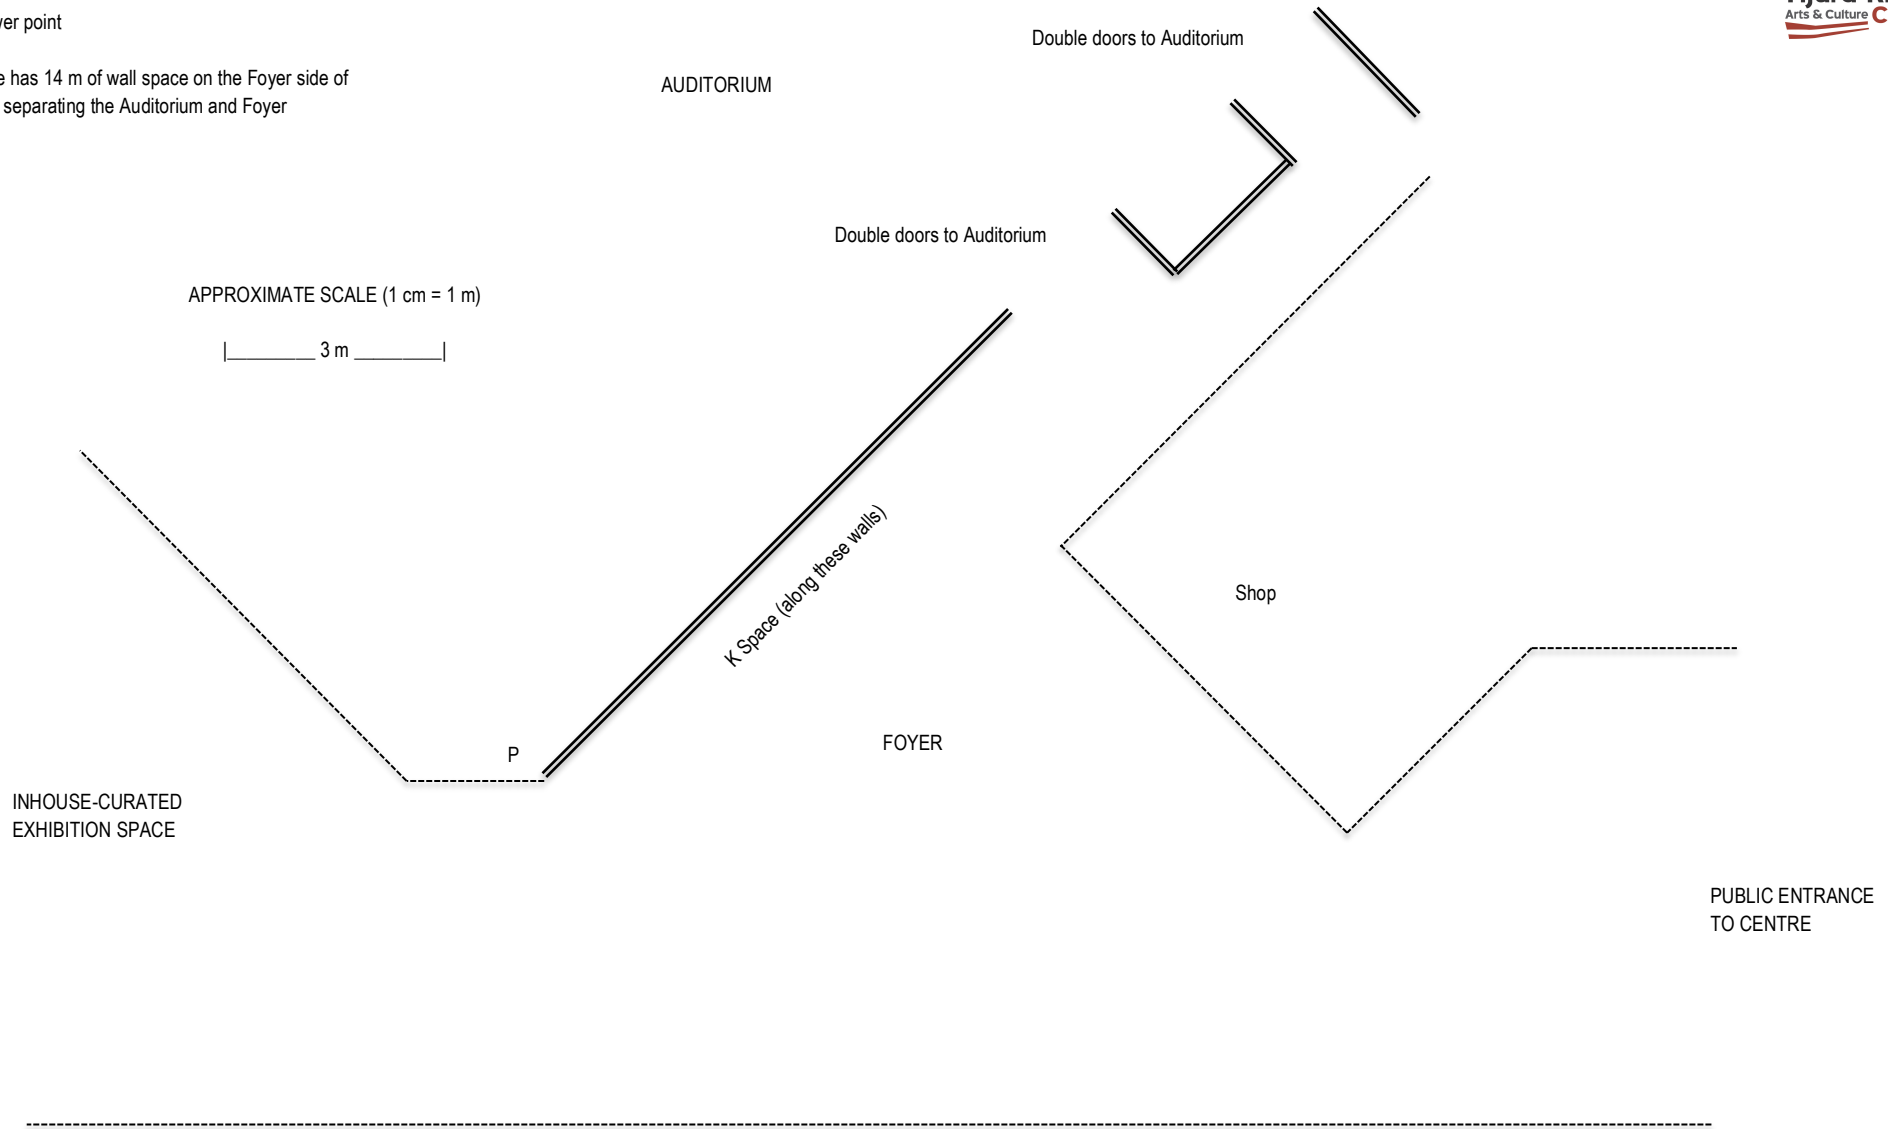 point
has 14 m of wall space on the Foyer side of
separating the Auditorium and Foyer
Arts & Culture
Double doors to Auditorium
AUDITORIUM
Double doors to Auditorium
APPROXIMATE SCALE (1 cm = 1 m)
|________ 3 m ________|
K Space (along these walls)
Shop
P
FOYER
INHOUSE-CURATED
EXHIBITION SPACE
PUBLIC ENTRANCE
TO CENTRE